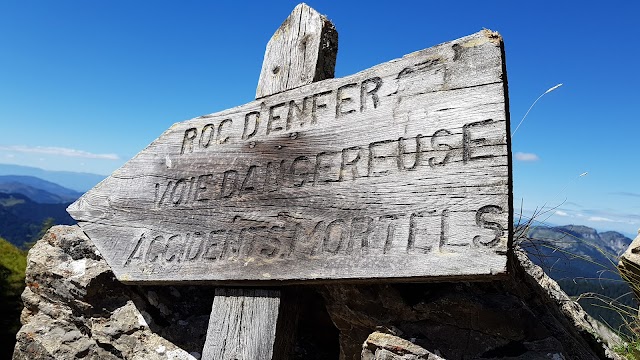 ROC D'ENFER
VOIE DANGEREUSE
ACCIDENTS MORTELS